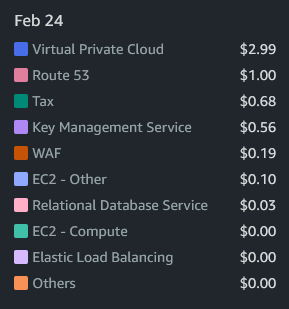 Feb 24
Virtual Private Cloud $2.99
Route 53 $1.00
Tax $0.68
Key Management Service $0.56
WAF $0.19
EC2 - Other $0.10
Relational Database Service $0.03
EC2 - Compute $0.00
Elastic Load Balancing $0.00
Others $0.00